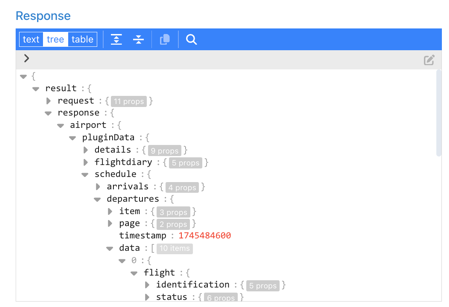 Response
text tree table
{
result : {
request : { 11 props }
response : {
airport : {
pluginData : {
details : { 9 props }
flightdiary : { 5 props }
schedule : {
arrivals : { 4 props }
departures : {
item : { 3 props }
page : { 2 props }
timestamp : 1745484600
data : [ 10 items
0 : {
flight : {
identification : { 5 props }
status : { 6 props }